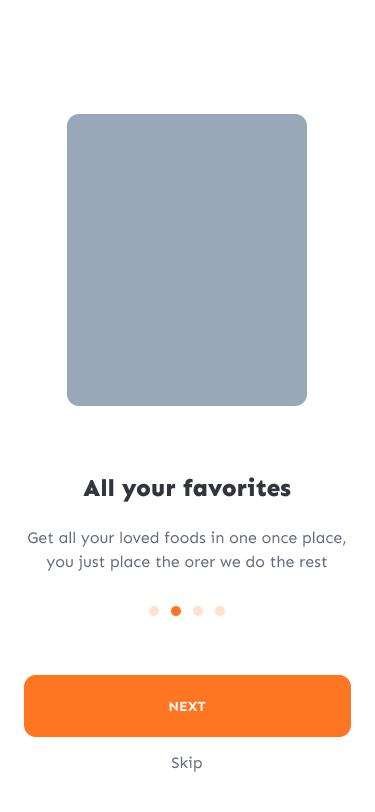 All your favorites
Get all your loved foods in one once place,
you just place the orer we do the rest
NEXT
Skip